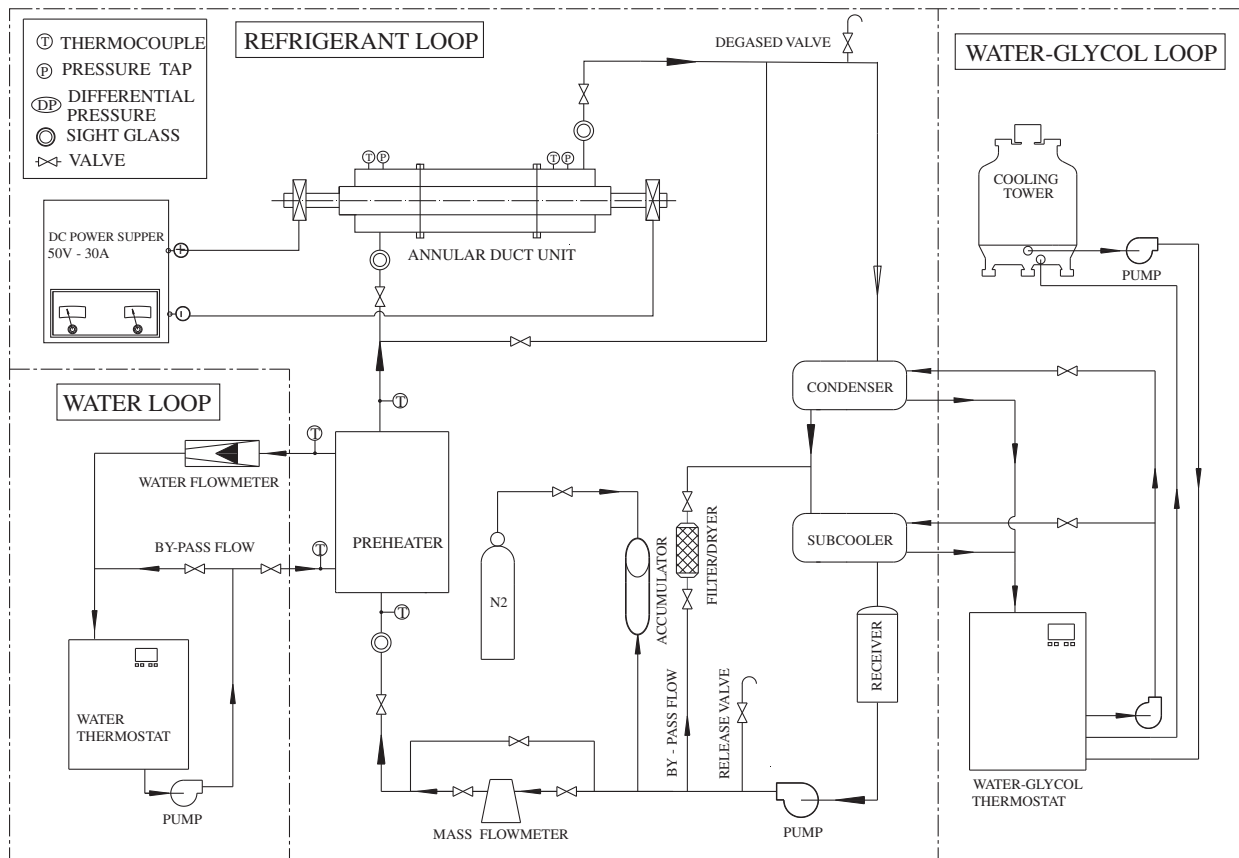 REFRIGERANT LOOP
T THERMOCOUPLE
P PRESSURE TAP
DP DIFFERENTIAL
PRESSURE
SIGHT GLASS
VALVE
DEGASED VALVE
WATER-GLYCOL LOOP
COOLING
TOWER
PUMP
T P
T P
ANNULAR DUCT UNIT
DC POWER SUPPER
50V - 30A
+
-
WATER LOOP
T
T
WATER FLOWMETER
BY-PASS FLOW
T
PREHEATER
T
WATER
THERMOSTAT
PUMP
N2
ACCUMULATOR
FILTER/DRYER
BY - PASS FLOW
RELEASE VALVE
CONDENSER
SUBCOOLER
RECEIVER
MASS FLOWMETER
PUMP
WATER-GLYCOL
THERMOSTAT